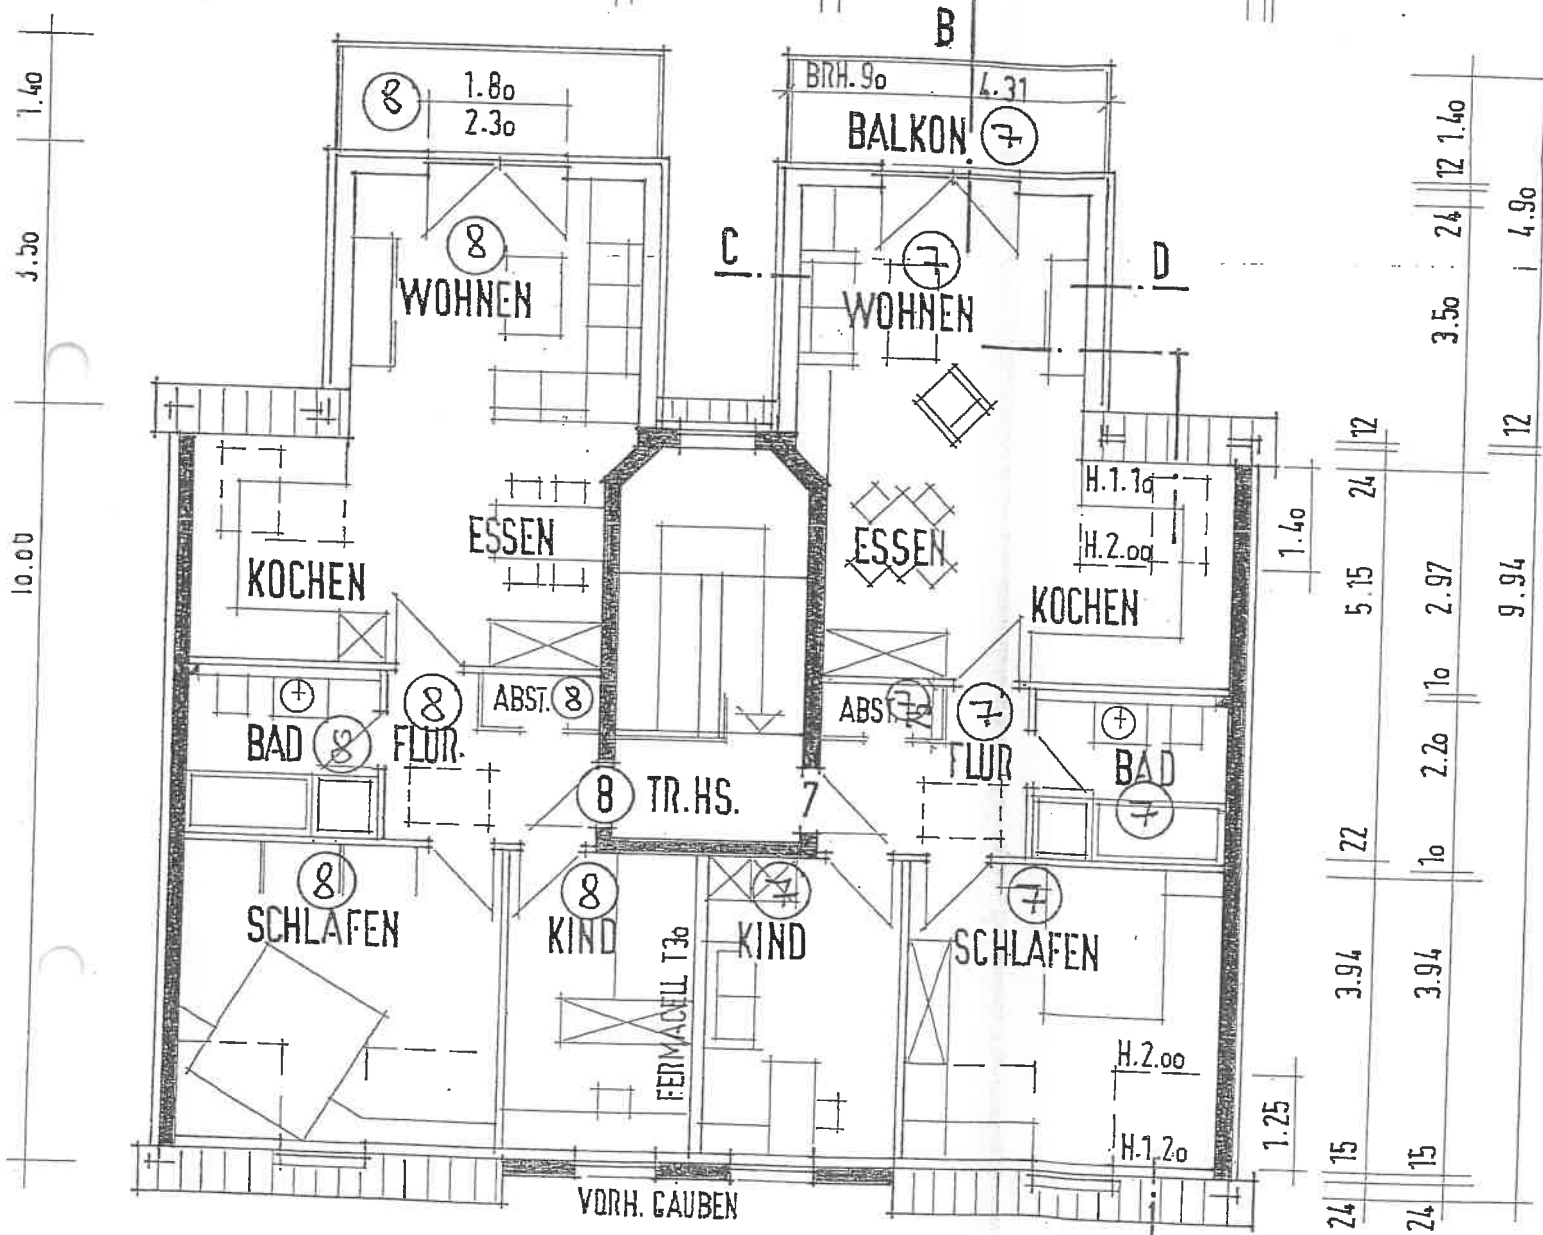 B
1.40
8
1.80
2.30
BRH.90
4.31
BALKON
7
12 1.40
8
WOHNEN
C
7
WOHNEN
D
24
4.90
3.50
3.50
12
12
H.1.10
24
1.40
ESSEN
ESSEN
H.2.00
10.00
KOCHEN
KOCHEN
5.15
2.97
9.94
10
8
ABST. 8
ABST. 7
7
BAD
FLUR
FLUR
BAD
2.20
8
TR.HS.
7
7
22
10
8
8
7
7
SCHLAFEN
KIND
KIND
SCHLAFEN
FERMACELL T30
3.94
3.94
H.2.00
1.25
H.1.20
15
15
VORH. GAUBEN
24
24